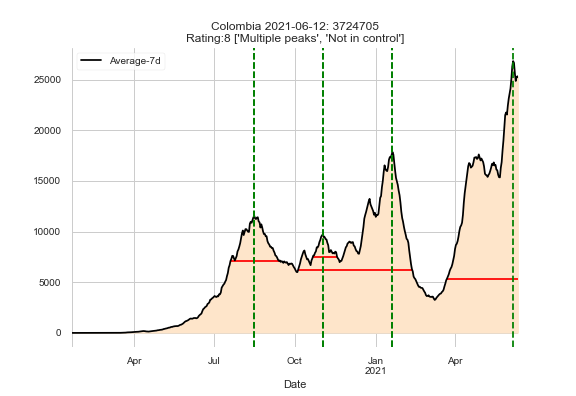 Colombia 2021-06-12: 3724705
Rating:8 ['Multiple peaks', 'Not in control']
Average-7d
25000
20000
15000
10000
5000
0
Apr Jul Oct Jan Apr
2021
Date